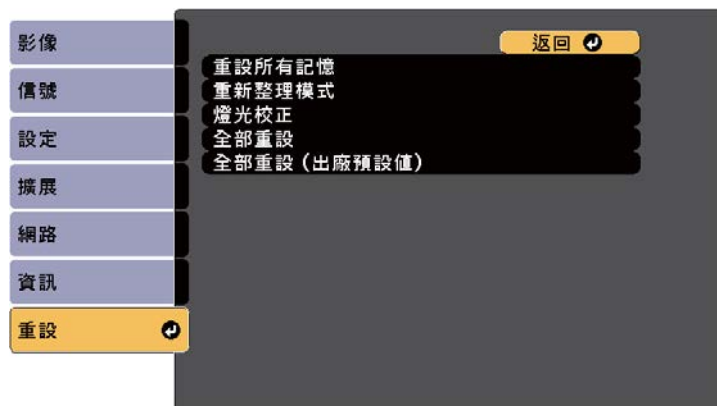 影像
信號
設定
擴展
網路
資訊
重設
返回
重設所有記憶
重新整理模式
燈光校正
全部重設
全部重設 (出廠預設值)